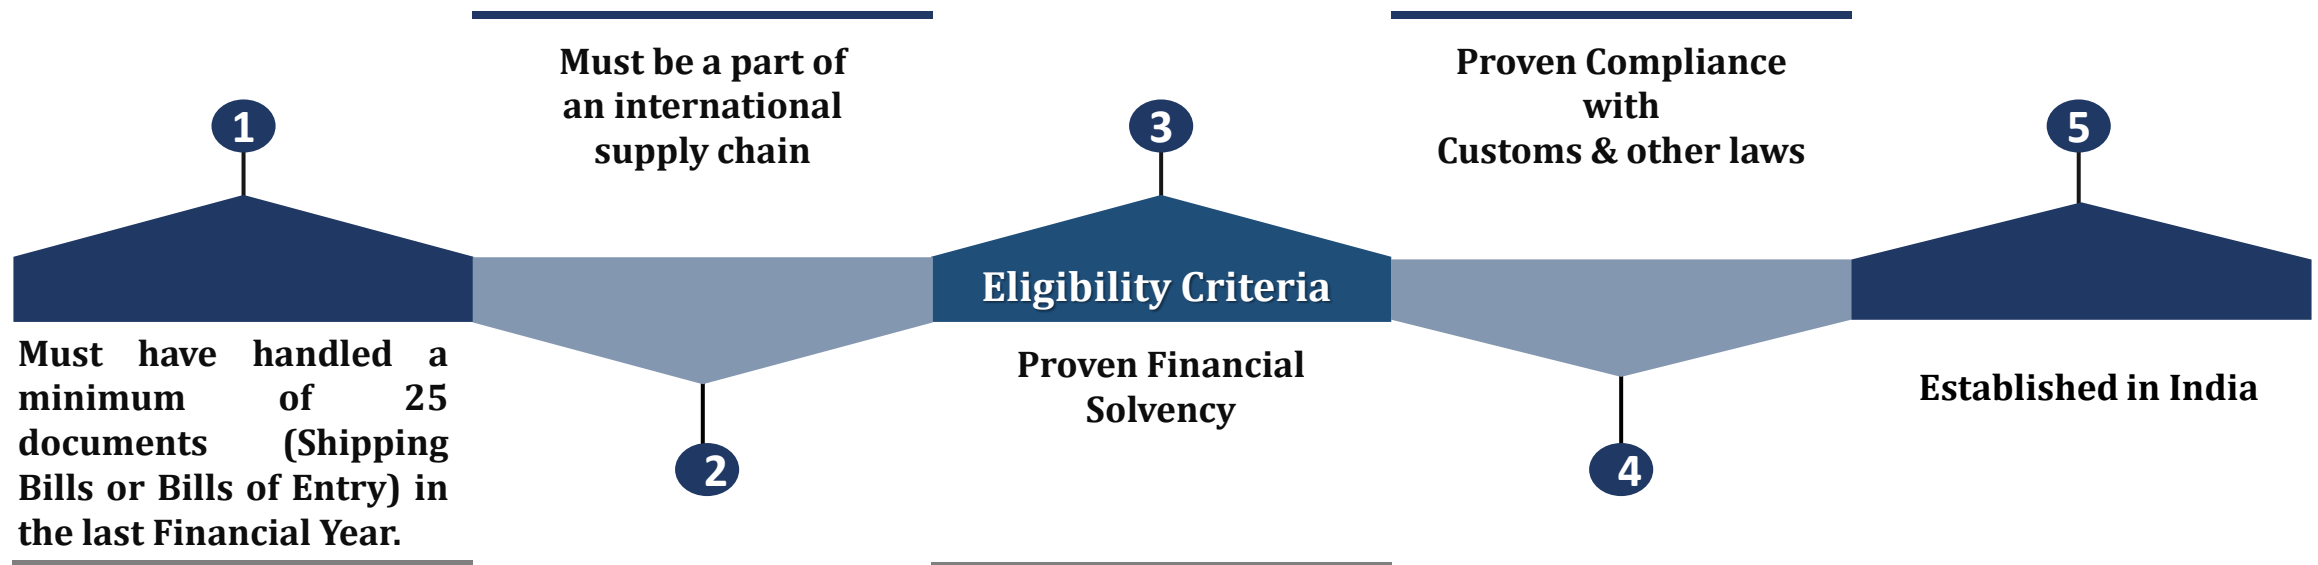 1
Must have handled a
minimum of 25
documents (Shipping
Bills or Bills of Entry) in
the last Financial Year.
Must be a part of
an international
supply chain
2
3
Eligibility Criteria
Proven Financial
Solvency
Proven Compliance
with
Customs & other laws
4
5
Established in India